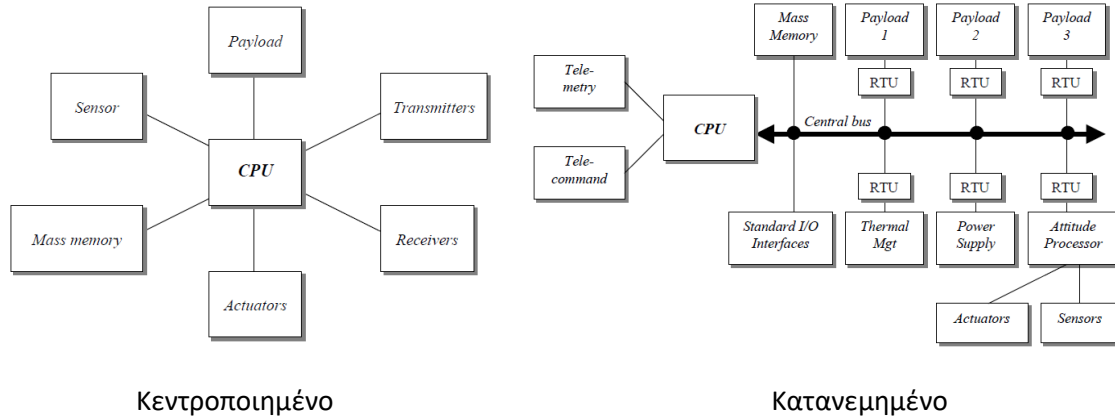 Payload
Sensor
Transmitters
CPU
Mass memory
Receivers
Actuators
Κεντροποιημένο
Mass
Memory
Payload
1
Payload
2
Payload
3
Tele-
metry
RTU
RTU
RTU
CPU
Central bus
Tele-
command
RTU
RTU
RTU
Standard I/O
Interfaces
Thermal
Mgt
Power
Supply
Attitude
Processor
Actuators
Sensors
Κατανεμημένο